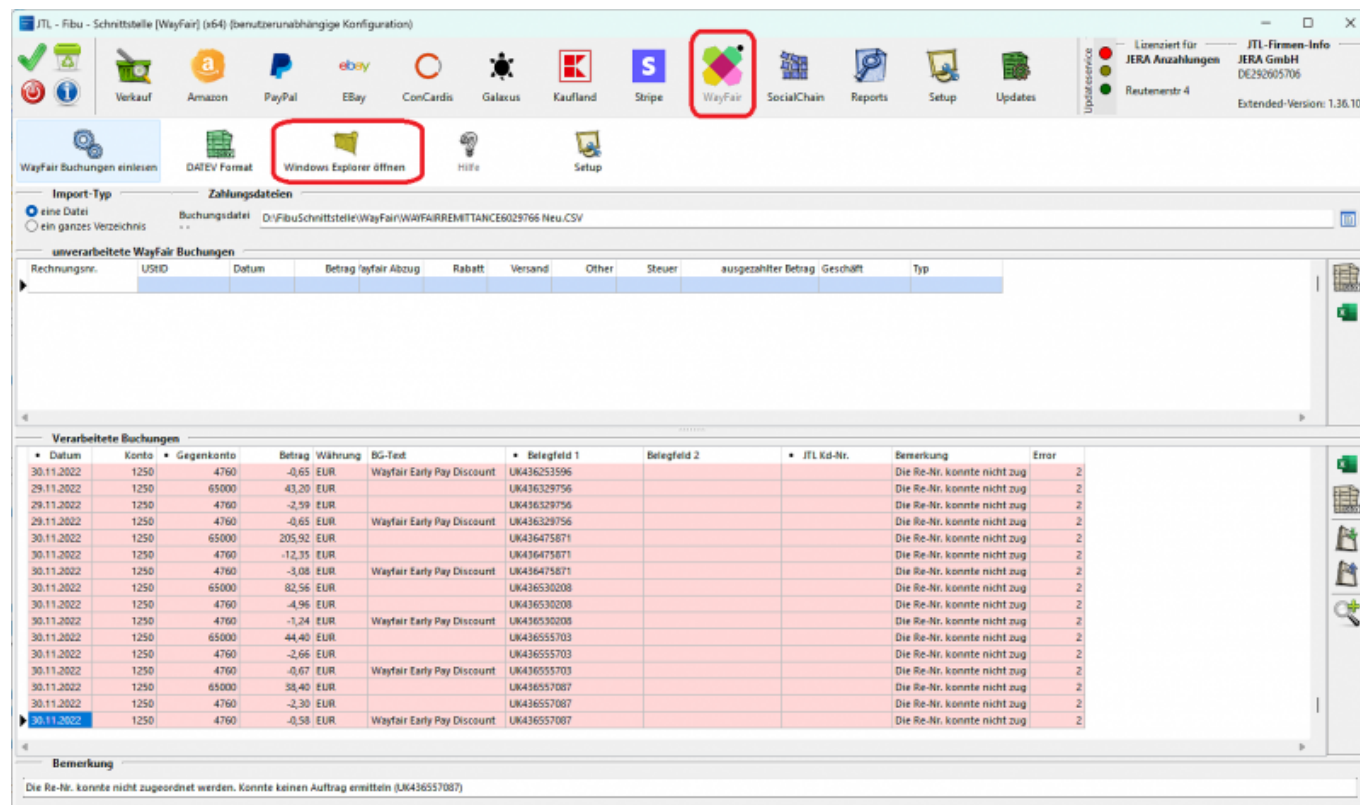 JTL - Fibu - Schnittstelle [WayFair] (x64) (benutzerunabhängige Konfiguration)
Verkauf Amazon PayPal EBay ConCardis Galaxus Kaufland Stripe WayFair SocialChain Reports Setup Updates
Updateservice
Lizenziert für
JERA Anzahlungen
Reutenerstr 4
JTL-Firmen-Info
JERA GmbH
DE292605706
Extended-Version: 1.36.10
WayFair Buchungen einlesen DATEV Format Windows Explorer öffnen Hilfe Setup
Import-Typ Zahlungsdateien
eine Datei
ein ganzes Verzeichnis
Buchungsdatei D:\FibuSchnittstelle\WayFair\WAYFAIRREMITTANCE6029766 Neu.CSV
unverarbeitete WayFair Buchungen
Rechnungsnr. UStID Datum Betrag Wayfair Abzug Rabatt Versand Other Steuer ausgezahlter Betrag Geschäft Typ
Verarbeitete Buchungen
Datum Konto Gegenkonto Betrag Währung BG-Text Belegfeld 1 Belegfeld 2 JTL Kd-Nr. Bemerkung Error
30.11.2022 1250 4760 -0,65 EUR Wayfair Early Pay Discount UK436253596 Die Re-Nr. konnte nicht zug 2
29.11.2022 1250 65000 43,20 EUR UK436329756 Die Re-Nr. konnte nicht zug 2
29.11.2022 1250 4760 -2,59 EUR UK436329756 Die Re-Nr. konnte nicht zug 2
29.11.2022 1250 4760 -0,65 EUR Wayfair Early Pay Discount UK436329756 Die Re-Nr. konnte nicht zug 2
30.11.2022 1250 65000 205,92 EUR UK436475871 Die Re-Nr. konnte nicht zug 2
30.11.2022 1250 4760 -12,35 EUR UK436475871 Die Re-Nr. konnte nicht zug 2
30.11.2022 1250 4760 -3,08 EUR Wayfair Early Pay Discount UK436475871 Die Re-Nr. konnte nicht zug 2
30.11.2022 1250 65000 82,56 EUR UK436530208 Die Re-Nr. konnte nicht zug 2
30.11.2022 1250 4760 -4,96 EUR UK436530208 Die Re-Nr. konnte nicht zug 2
30.11.2022 1250 4760 -1,24 EUR Wayfair Early Pay Discount UK436530208 Die Re-Nr. konnte nicht zug 2
30.11.2022 1250 65000 44,40 EUR UK436555703 Die Re-Nr. konnte nicht zug 2
30.11.2022 1250 4760 -2,66 EUR UK436555703 Die Re-Nr. konnte nicht zug 2
30.11.2022 1250 4760 -0,67 EUR Wayfair Early Pay Discount UK436555703 Die Re-Nr. konnte nicht zug 2
30.11.2022 1250 65000 38,40 EUR UK436557087 Die Re-Nr. konnte nicht zug 2
30.11.2022 1250 4760 -2,30 EUR UK436557087 Die Re-Nr. konnte nicht zug 2
30.11.2022 1250 4760 -0,58 EUR Wayfair Early Pay Discount UK436557087 Die Re-Nr. konnte nicht zug 2
Bemerkung
Die Re-Nr. konnte nicht zugeordnet werden. Konnte keinen Auftrag ermitteln (UK436557087)